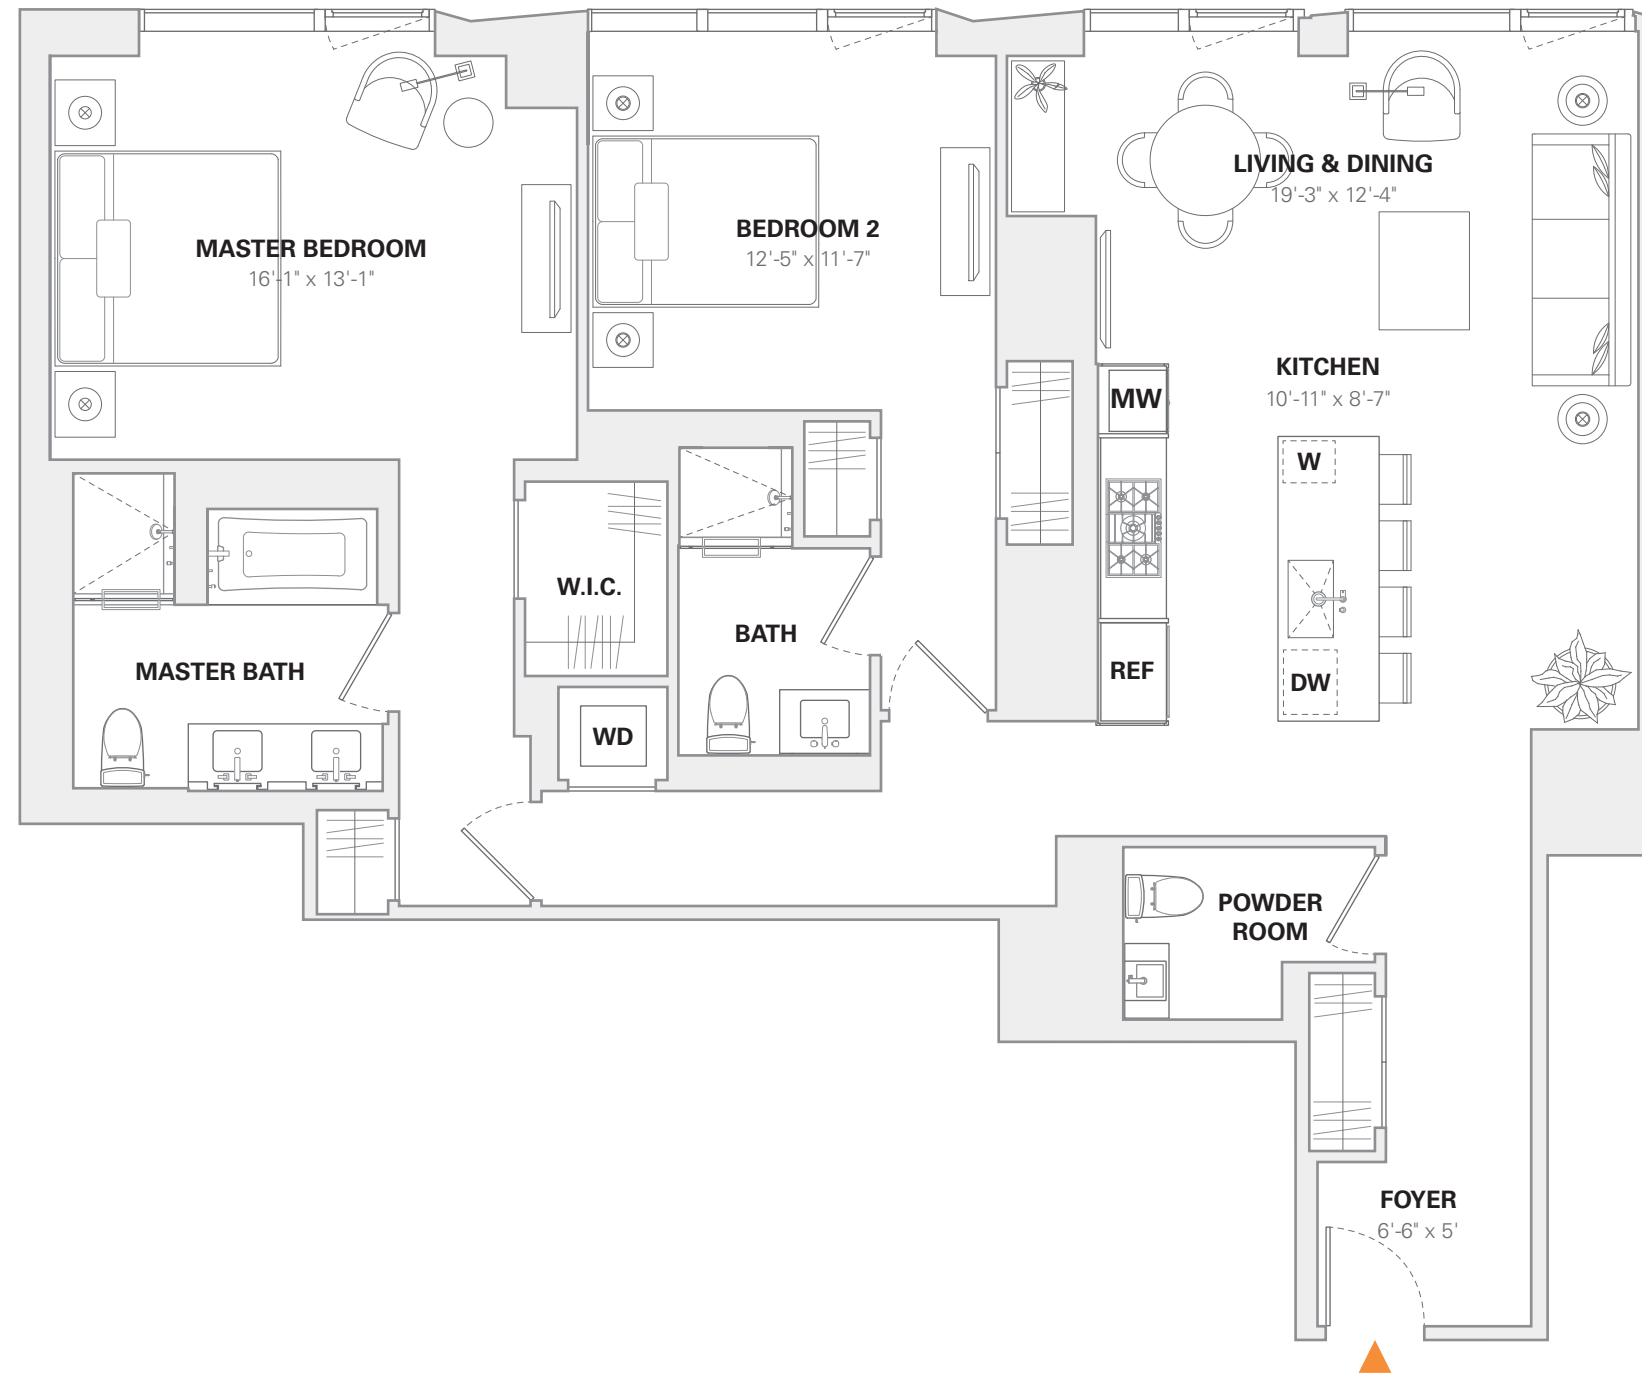 LIVING & DINING
19'-3" x 12'-4"
BEDROOM 2
12'-5" x 11'-7"
MASTER BEDROOM
16'-1" x 13'-1"
KITCHEN
10'-11" x 8'-7"
MW
W
W.I.C.
BATH
MASTER BATH
REF
DW
WD
POWDER
ROOM
FOYER
6'-6" x 5'